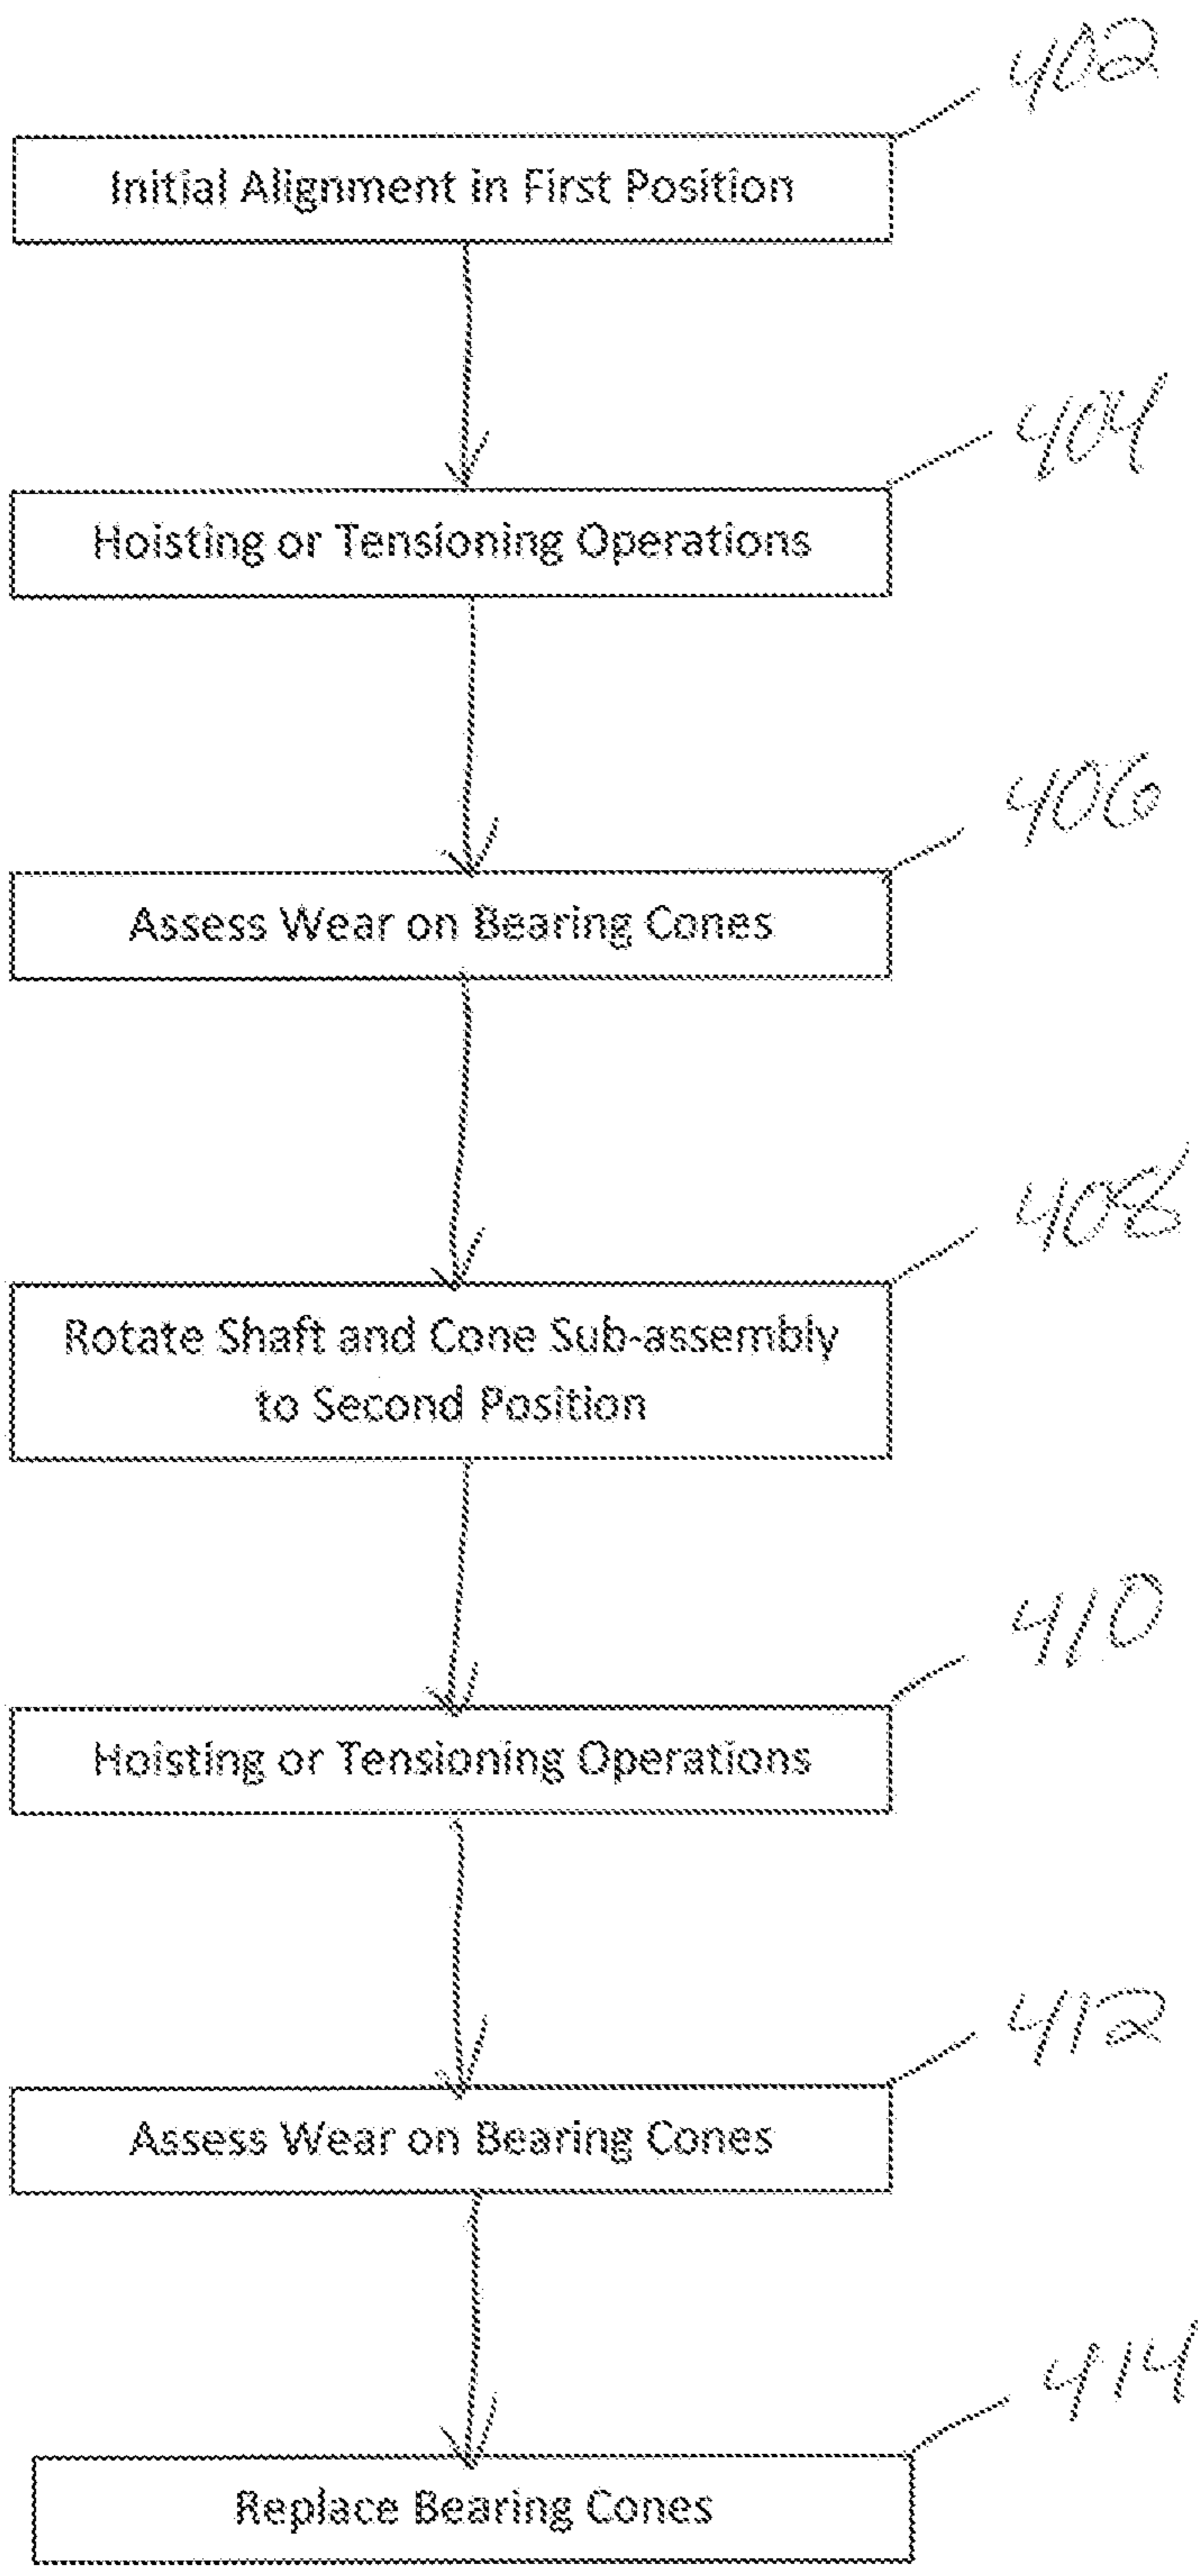 402
Initial Alignment in First Position
404
Hoisting or Tensioning Operations
406
Assess Wear on Bearing Cones
408
Rotate Shaft and Cone Sub-assembly
to Second Position
410
Hoisting or Tensioning Operations
412
Assess Wear on Bearing Cones
414
Replace Bearing Cones